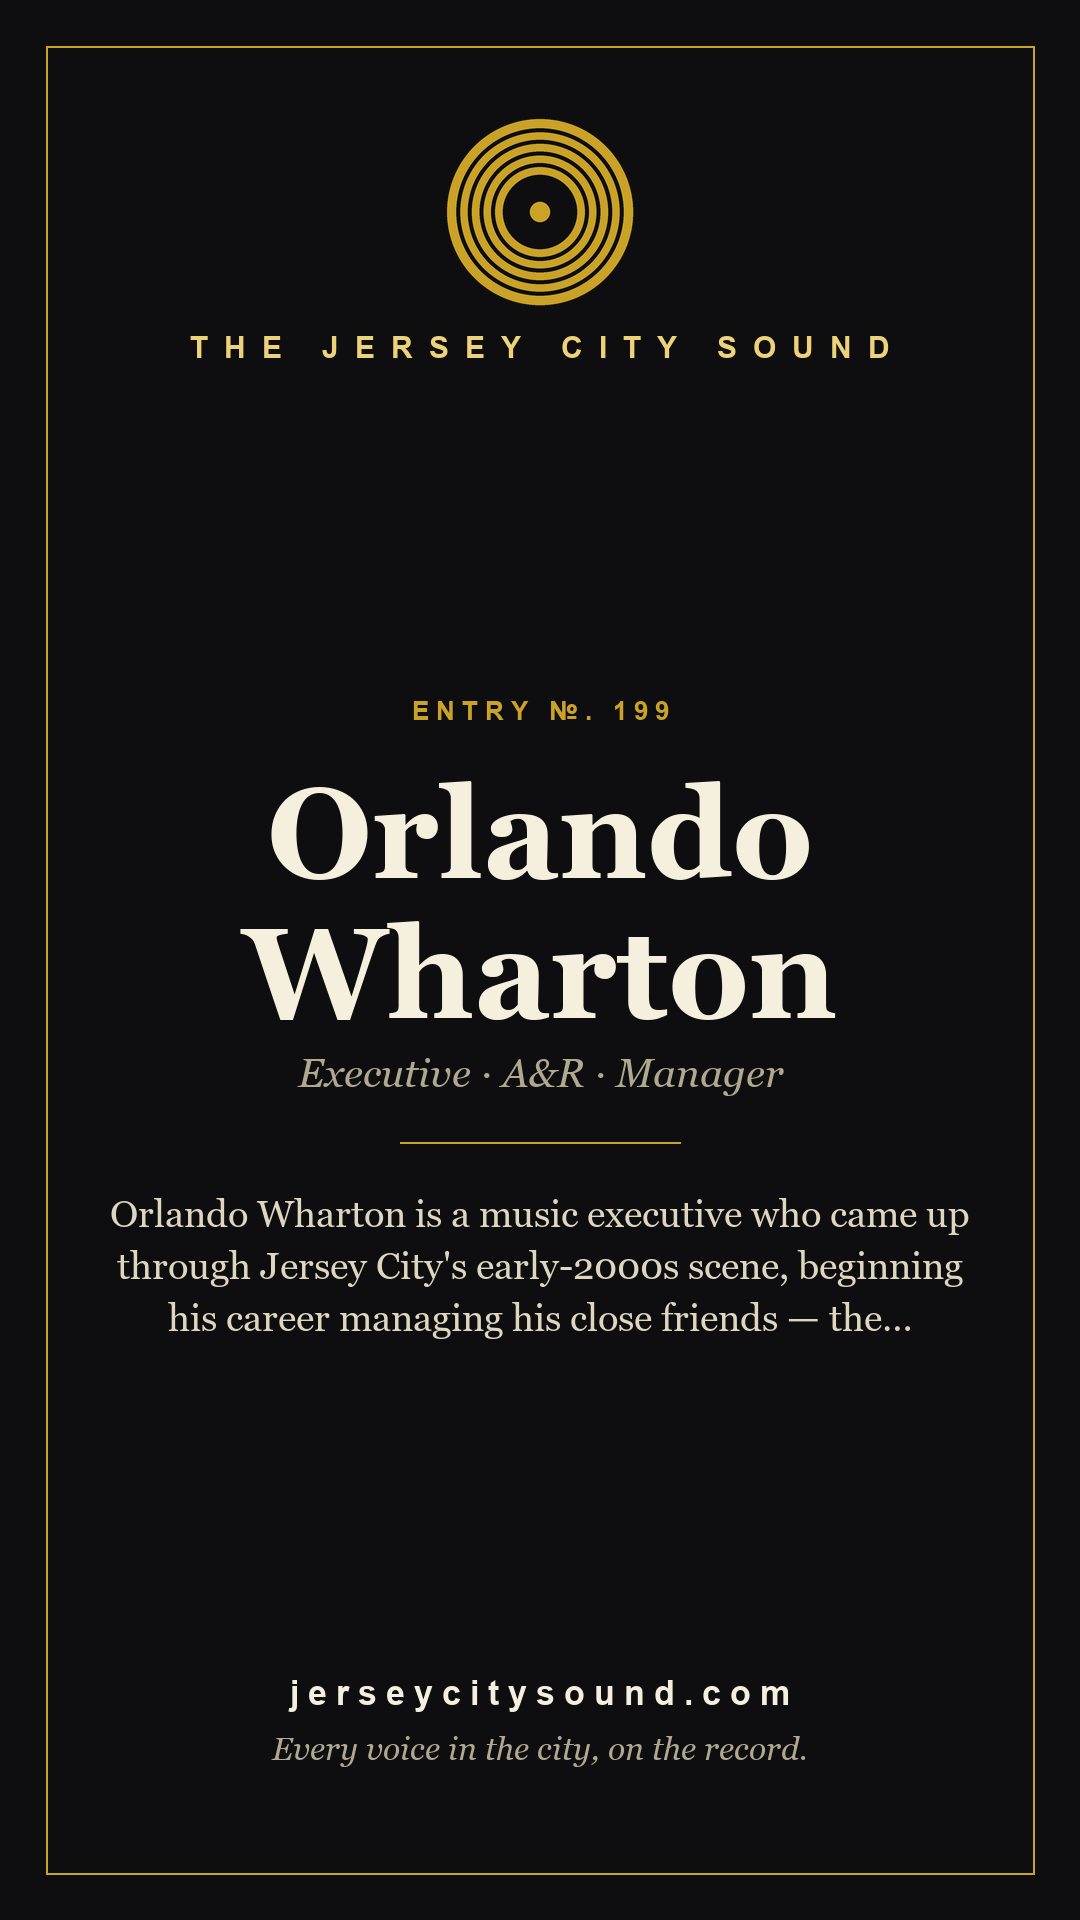 THE JERSEY CITY SOUND
ENTRY №. 199
Orlando
Wharton
Executive · A&R · Manager
Orlando Wharton is a music executive who came up
through Jersey City's early-2000s scene, beginning
his career managing his close friends — the...
jerseycitysound.com
Every voice in the city, on the record.